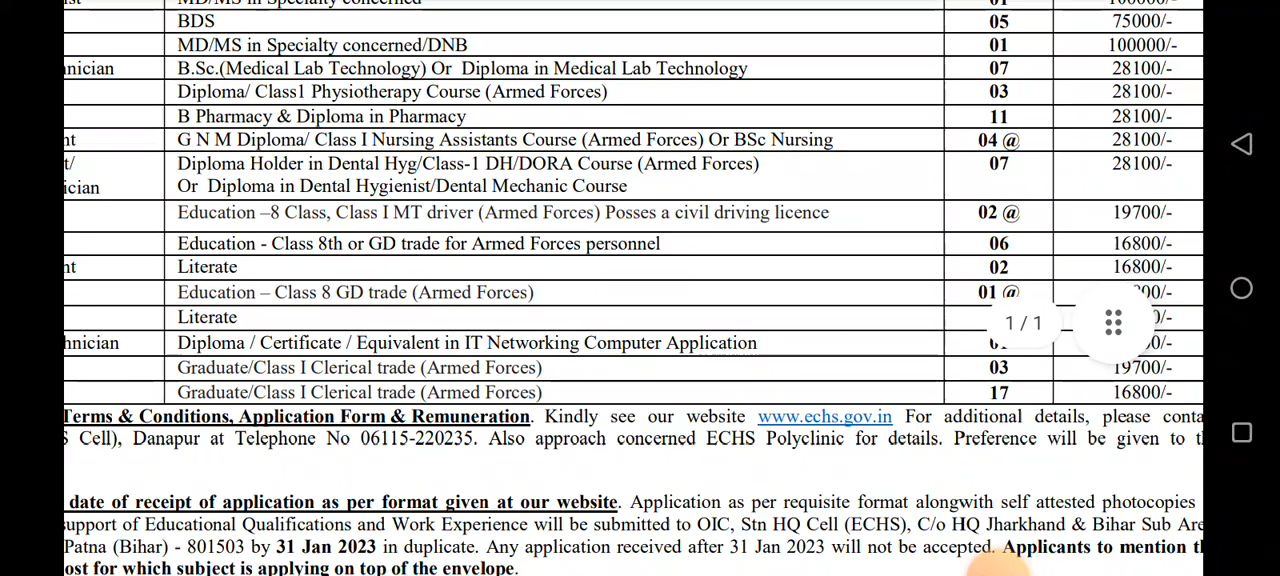 MD/MS in Specialty concerned 01 100000/-
BDS 05 75000/-
MD/MS in Specialty concerned/DNB 01 100000/-
nician B.Sc.(Medical Lab Technology) Or Diploma in Medical Lab Technology 07 28100/-
Diploma/ Class1 Physiotherapy Course (Armed Forces) 03 28100/-
B Pharmacy & Diploma in Pharmacy 11 28100/-
nt G N M Diploma/ Class I Nursing Assistants Course (Armed Forces) Or BSc Nursing 04 @ 28100/-
t/ Diploma Holder in Dental Hyg/Class-1 DH/DORA Course (Armed Forces) 07 28100/-
ician Or Diploma in Dental Hygienist/Dental Mechanic Course
Education –8 Class, Class I MT driver (Armed Forces) Posses a civil driving licence 02 @ 19700/-
Education - Class 8th or GD trade for Armed Forces personnel 06 16800/-
nt Literate 02 16800/-
Education – Class 8 GD trade (Armed Forces) 01 @
Literate
1 / 1
hnician Diploma / Certificate / Equivalent in IT Networking Computer Application
Graduate/Class I Clerical trade (Armed Forces) 03 19700/-
Graduate/Class I Clerical trade (Armed Forces) 17 16800/-
Terms & Conditions, Application Form & Remuneration. Kindly see our website www.echs.gov.in For additional details, please conta
S Cell), Danapur at Telephone No 06115-220235. Also approach concerned ECHS Polyclinic for details. Preference will be given to t
date of receipt of application as per format given at our website. Application as per requisite format alongwith self attested photocopies
support of Educational Qualifications and Work Experience will be submitted to OIC, Stn HQ Cell (ECHS), C/o HQ Jharkhand & Bihar Sub Are
Patna (Bihar) - 801503 by 31 Jan 2023 in duplicate. Any application received after 31 Jan 2023 will not be accepted. Applicants to mention t
ost for which subject is applying on top of the envelope.